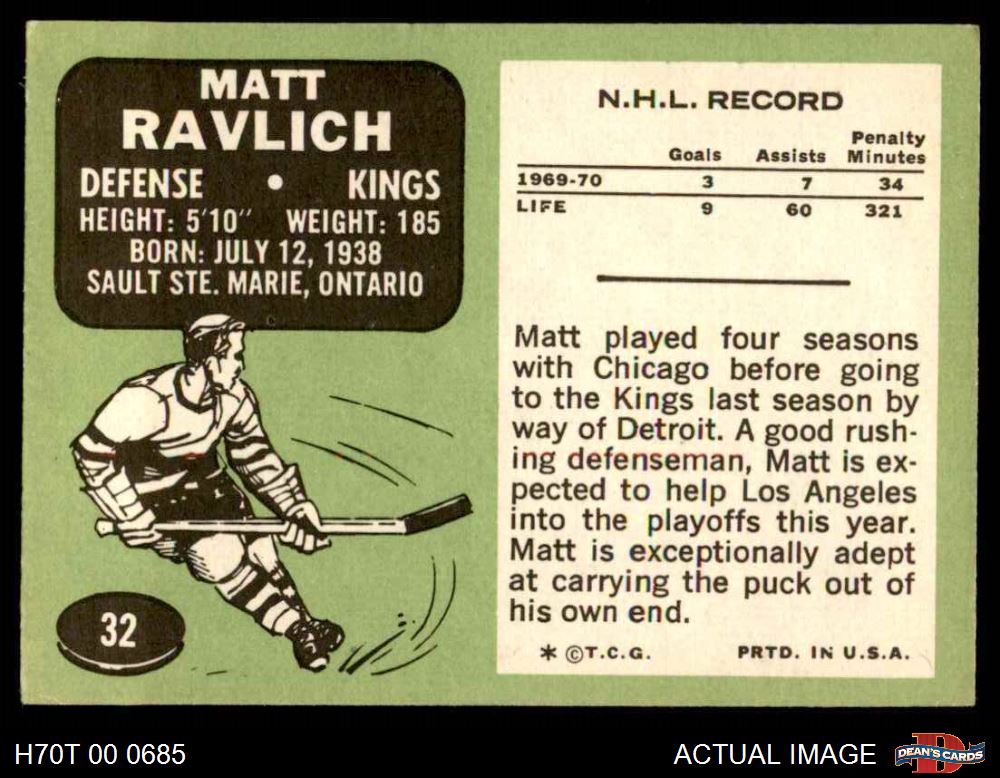 MATT
RAVLICH
DEFENSE • KINGS
HEIGHT: 5'10" WEIGHT: 185
BORN: JULY 12, 1938
SAULT STE. MARIE, ONTARIO
32
N.H.L. RECORD
Goals Assists Penalty Minutes
1969-70 3 7 34
LIFE 9 60 321
Matt played four seasons
with Chicago before going
to the Kings last season by
way of Detroit. A good rush-
ing defenseman, Matt is ex-
pected to help Los Angeles
into the playoffs this year.
Matt is exceptionally adept
at carrying the puck out of
his own end.
* ©T.C.G. PRTD. IN U.S.A.
H70T 00 0685
ACTUAL IMAGE
D
DEAN'S CARDS